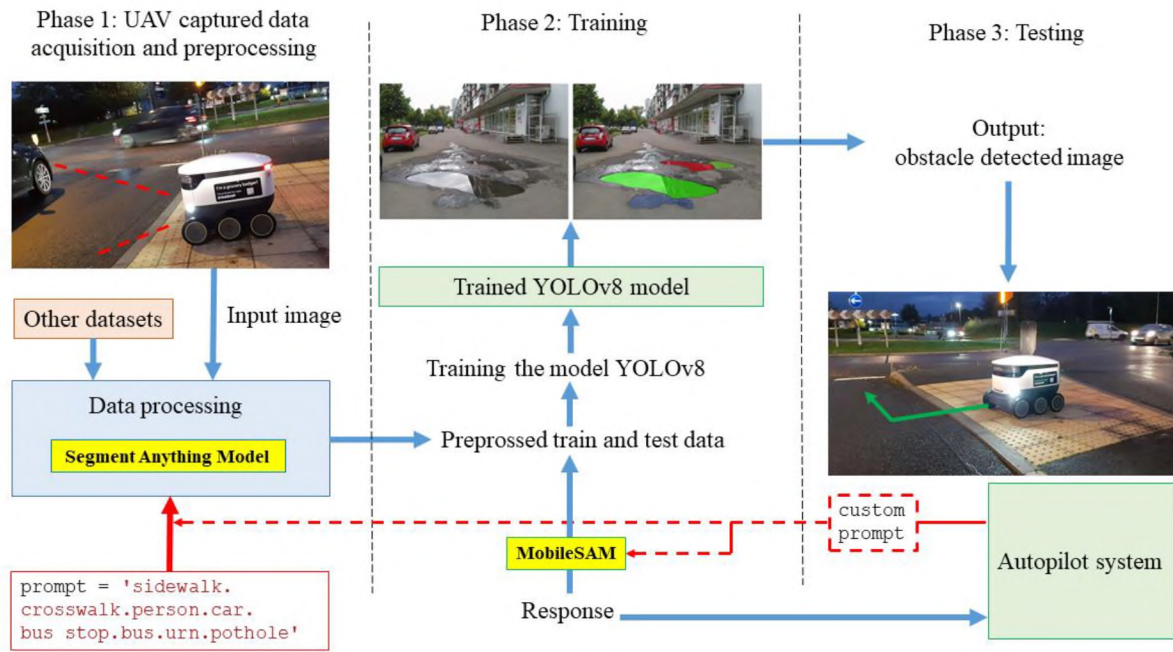 Phase 1: UAV captured data
acquisition and preprocessing
Phase 2: Training
Phase 3: Testing
Output:
obstacle detected image
Trained YOLOv8 model
Other datasets
Input image
Training the model YOLOv8
Data processing
Segment Anything Model
Preprossed train and test data
custom
prompt
MobileSAM
Autopilot system
prompt = 'sidewalk.
crosswalk.person.car.
bus stop.bus.urn.pothole'
Response